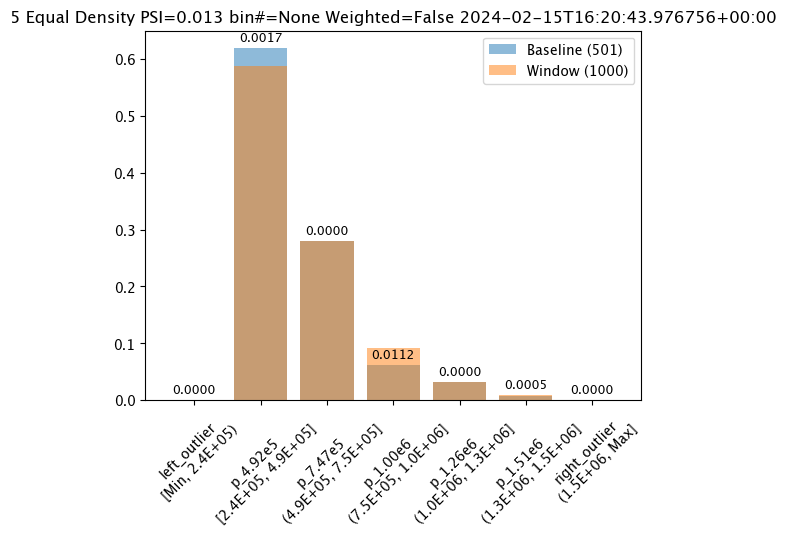 5 Equal Density PSI=0.013 bin#=None Weighted=False 2024-02-15T16:20:43.976756+00:00
Baseline (501)
Window (1000)
0.6
0.5
0.4
0.3
0.2
0.1
0.0
0.0000
0.0017
0.0000
0.0112
0.0000
0.0005
0.0000
left_outlier
[Min, 2.4E+05)
p_4.92e5
[2.4E+05, 4.9E+05]
p_7.47e5
(4.9E+05, 7.5E+05]
p_1.00e6
(7.5E+05, 1.0E+06]
p_1.26e6
(1.0E+06, 1.3E+06]
p_1.51e6
(1.3E+06, 1.5E+06]
right_outlier
(1.5E+06, Max]